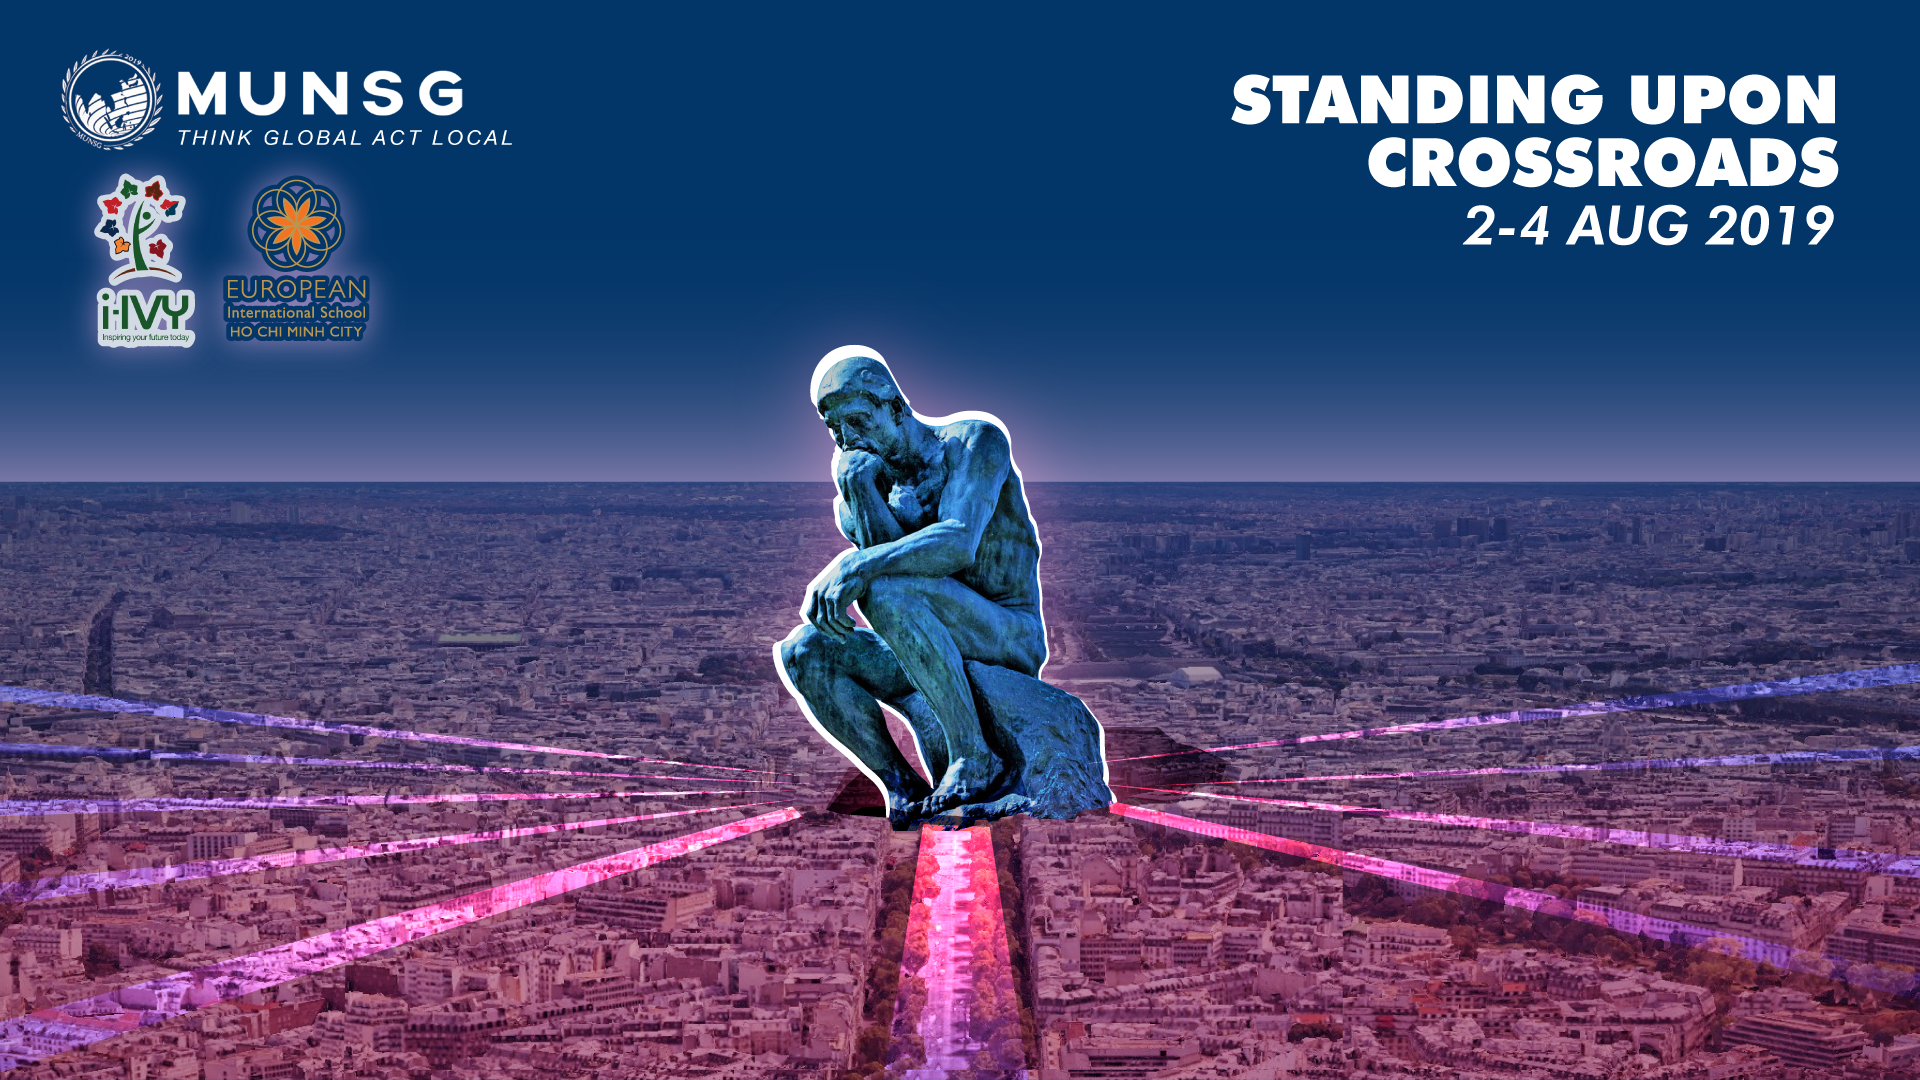 2019
MUNSG
MUNSG
THINK GLOBAL ACT LOCAL
i-IVY
Inspiring your future today
EUROPEAN
International School
HO CHI MINH CITY
STANDING UPON
CROSSROADS
2-4 AUG 2019